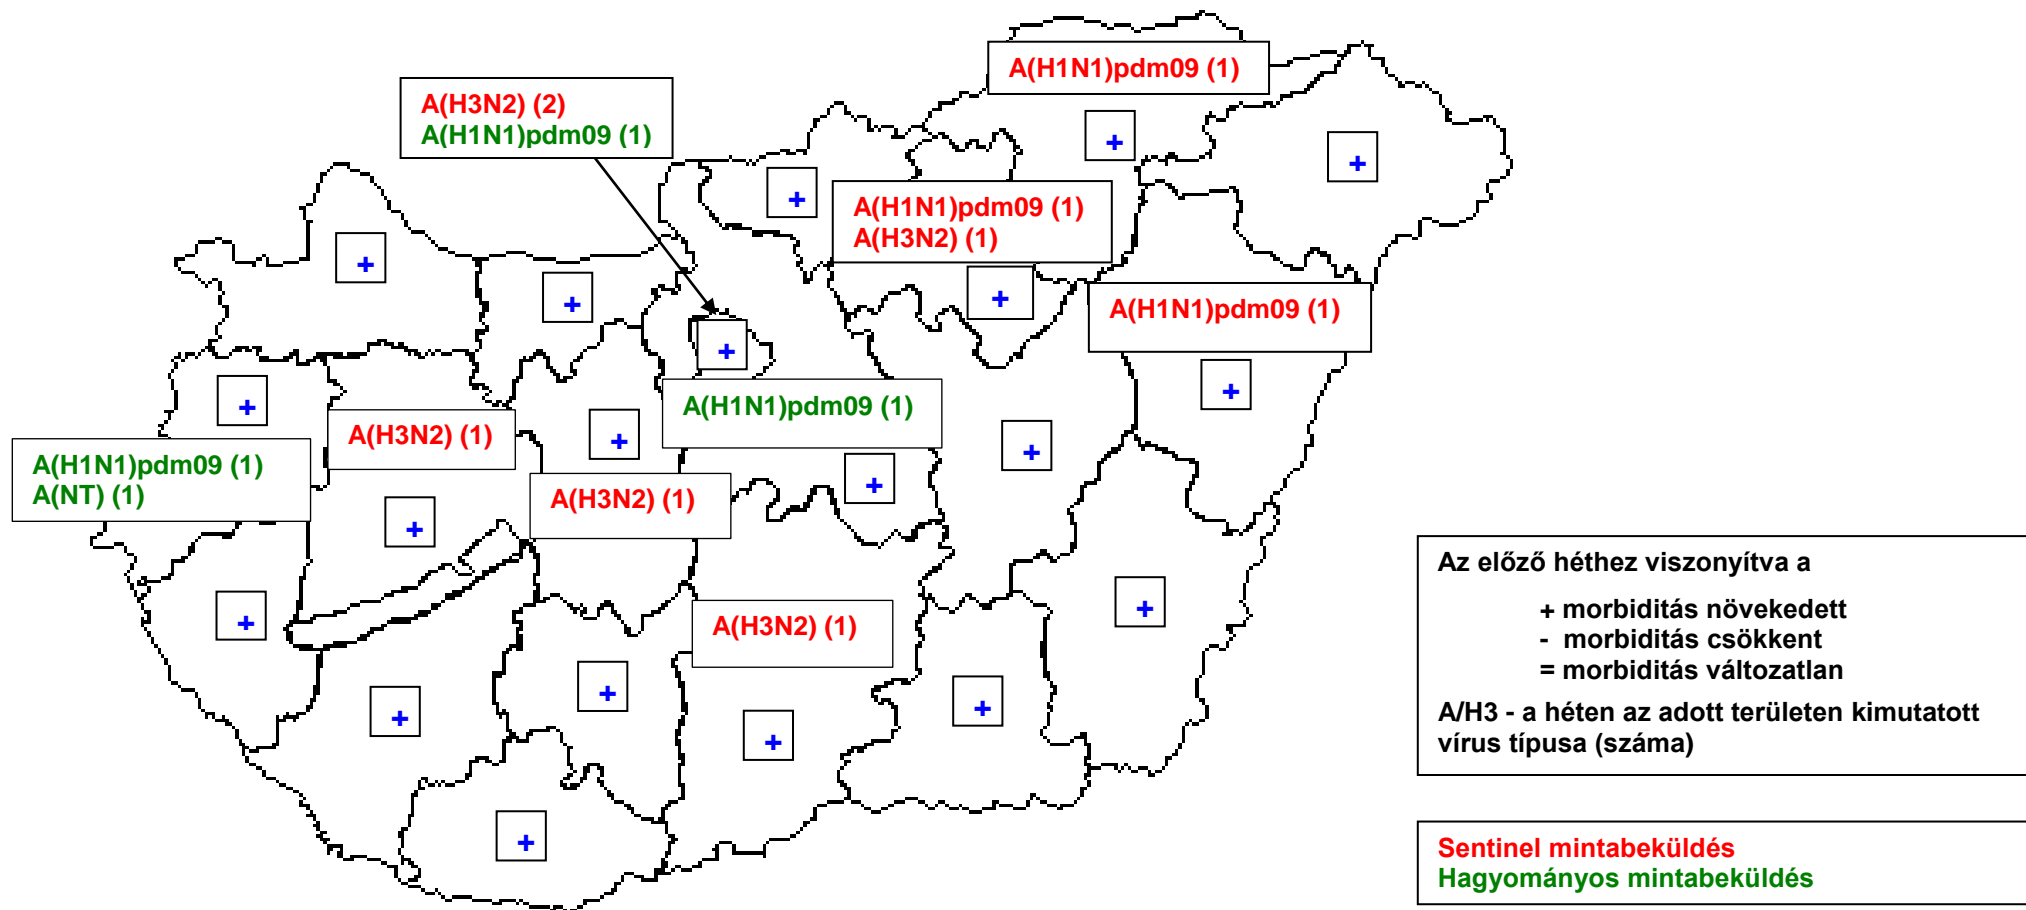 A(H1N1)pdm09 (1)
A(H3N2) (2)
A(H1N1)pdm09 (1)
+
+
+
A(H1N1)pdm09 (1)
A(H3N2) (1)
+
+
+
A(H1N1)pdm09 (1)
+
+
+
A(H1N1)pdm09 (1)
A(H3N2) (1)
+
+
A(H1N1)pdm09 (1)
A(NT) (1)
A(H3N2) (1)
+
+
+
+
A(H3N2) (1)
+
+
+
+
+
Az előző héthez viszonyítva a
+ morbiditás növekedett
- morbiditás csökkent
= morbiditás változatlan
A/H3 - a héten az adott területen kimutatott
vírus típusa (száma)
Sentinel mintabeküldés
Hagyományos mintabeküldés